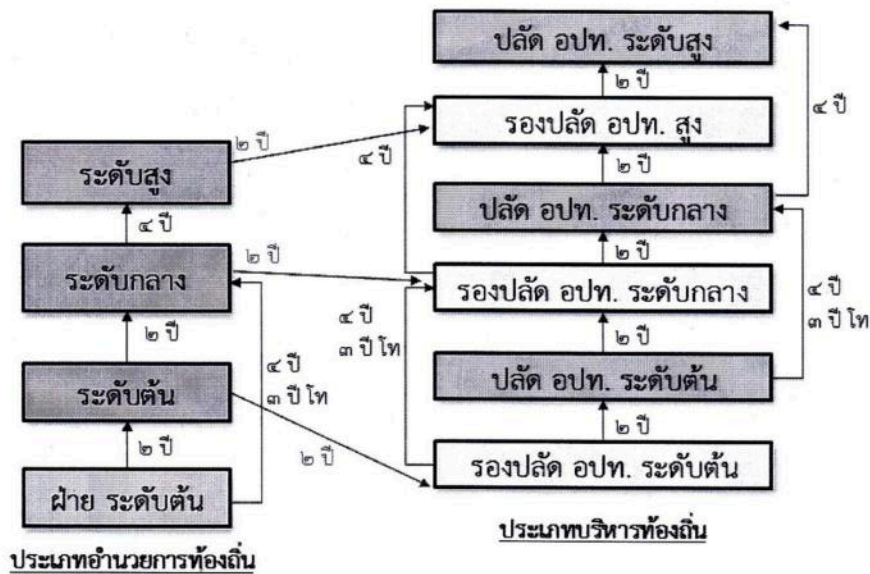 ปลัด อปท. ระดับสูง
๒ ปี
๔ ปี
รองปลัด อปท. สูง
๒ ปี
๔ ปี
ระดับสูง
๒ ปี
ปลัด อปท. ระดับกลาง
๔ ปี
๒ ปี
๒ ปี
ระดับกลาง
รองปลัด อปท. ระดับกลาง
๔ ปี
๓ ปี โท
๔ ปี
๓ ปี โท
๒ ปี
๒ ปี
ปลัด อปท. ระดับต้น
๔ ปี
๓ ปี โท
ระดับต้น
๒ ปี
๒ ปี
๒ ปี
รองปลัด อปท. ระดับต้น
ฝ่าย ระดับต้น
ประเภทบริหารท้องถิ่น
ประเภทอำนวยการท้องถิ่น